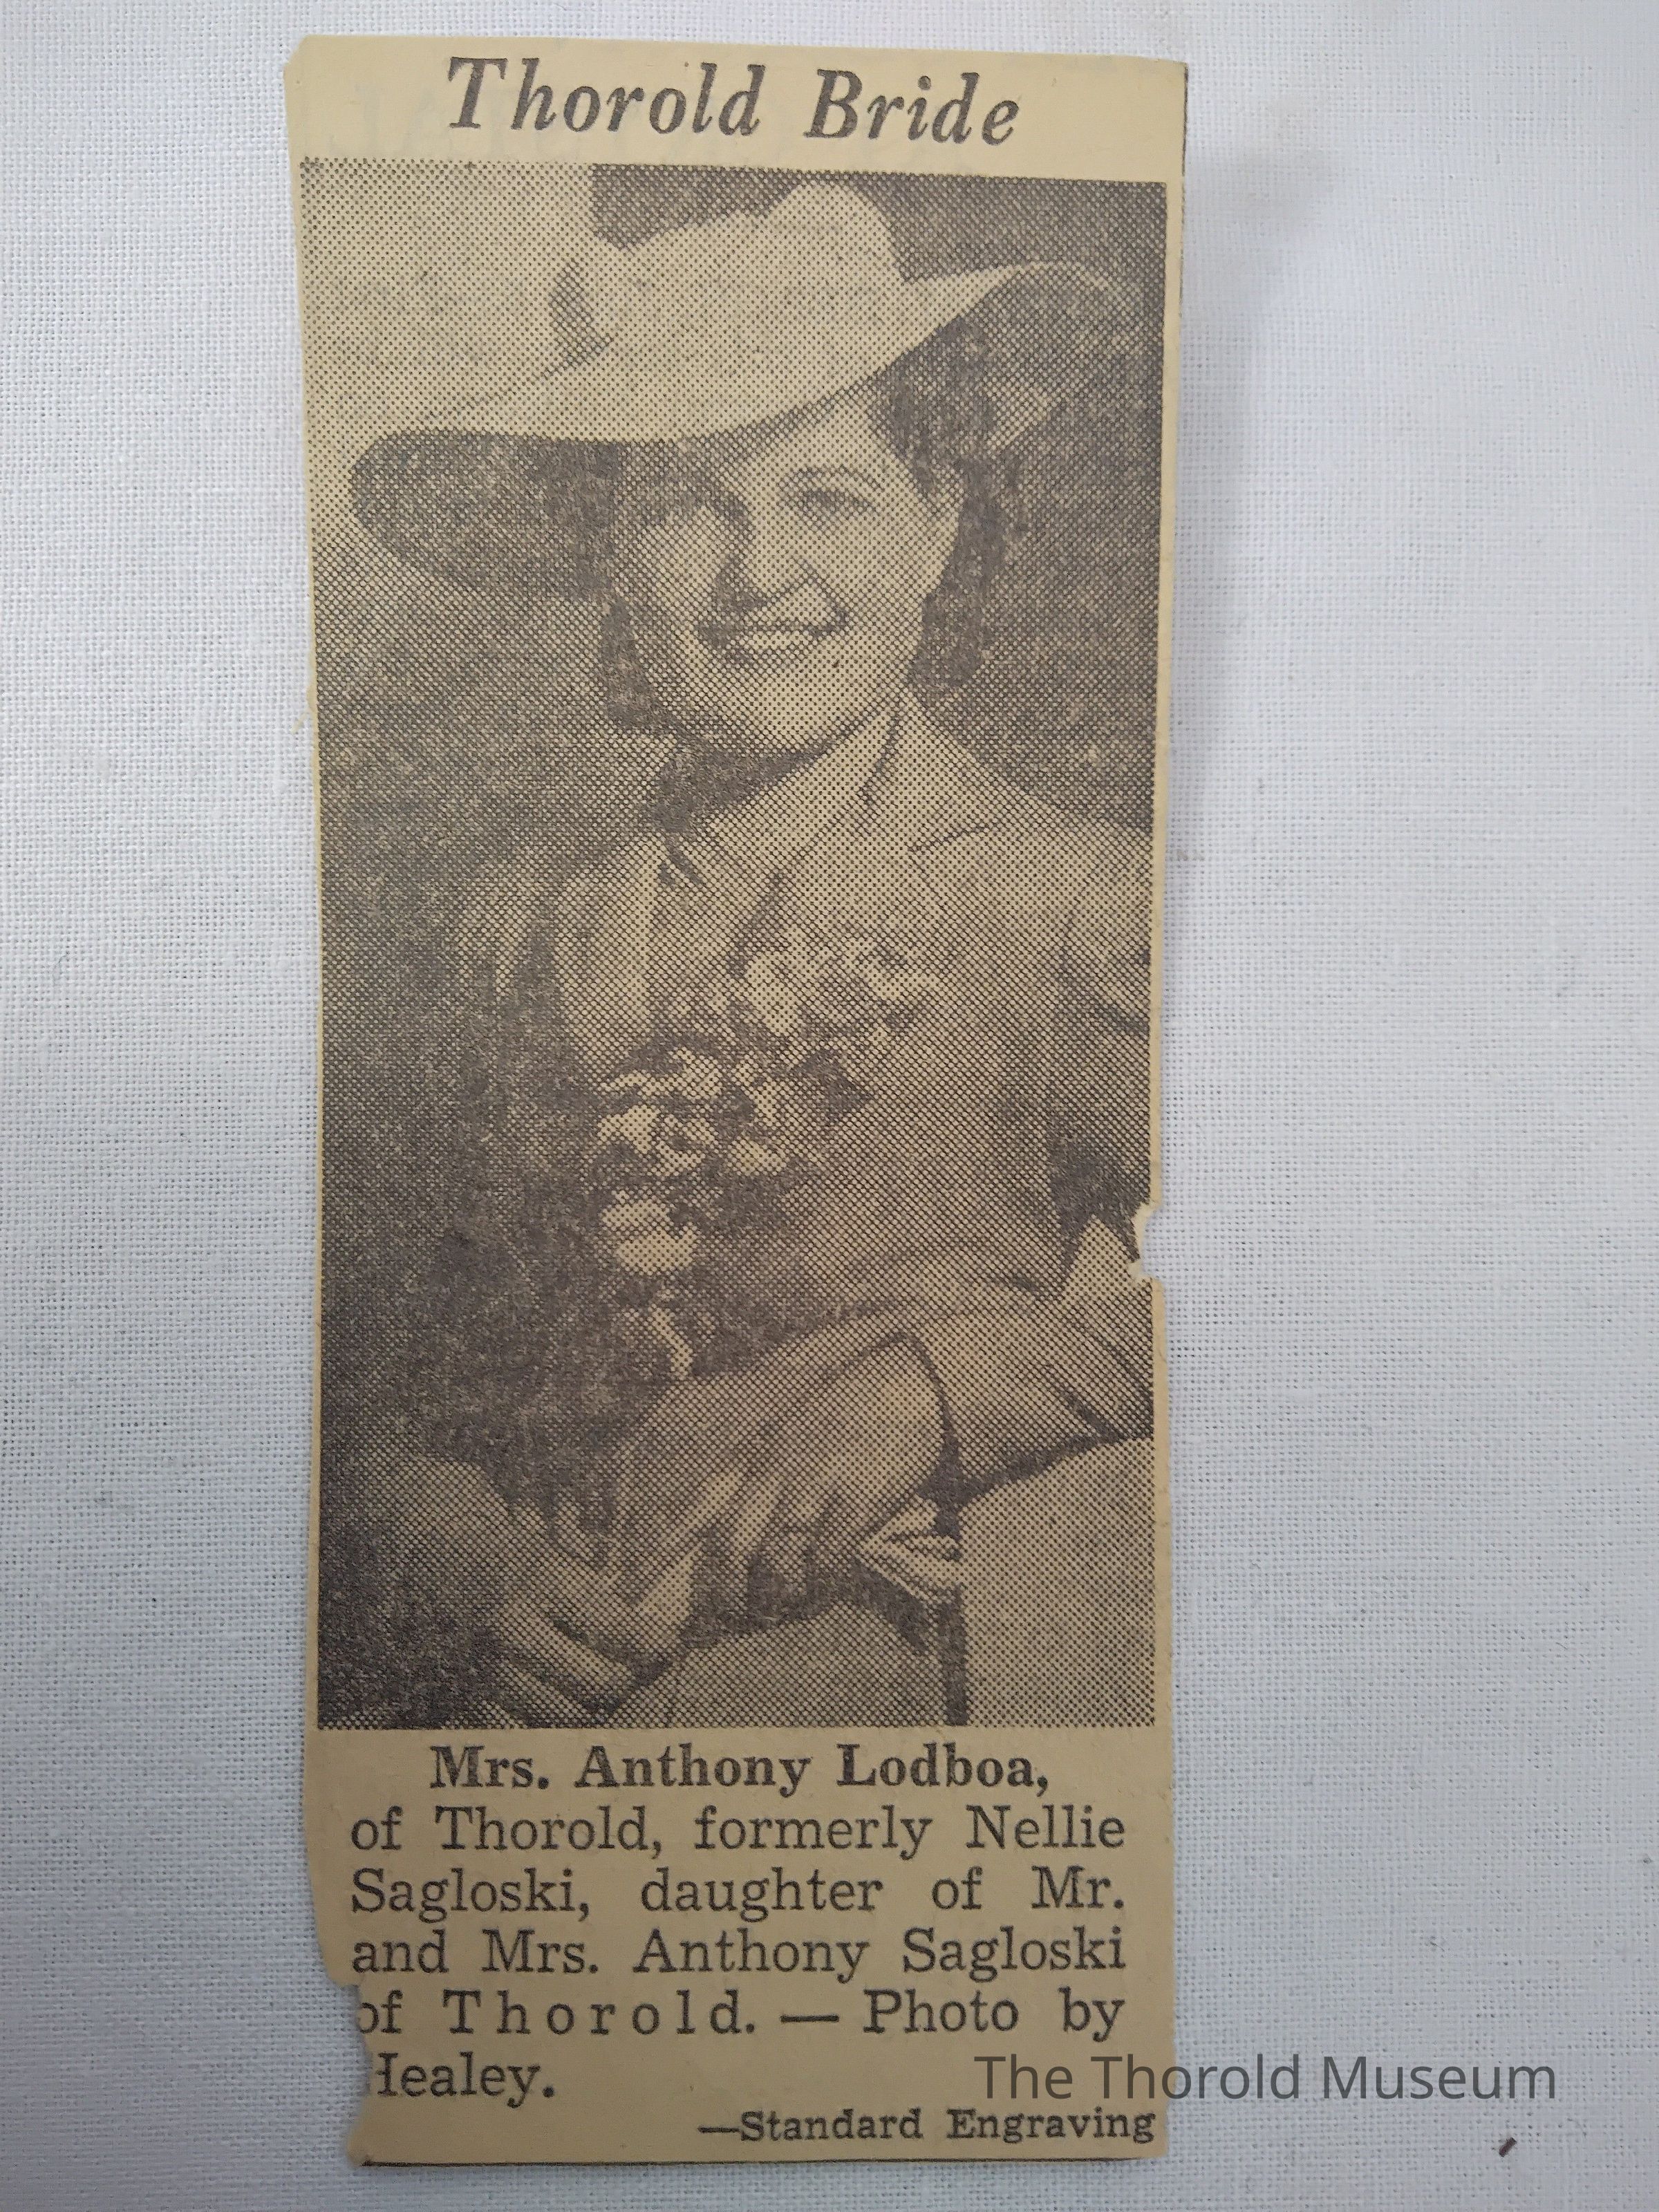 Thorold Bride
Mrs. Anthony Lodboa,
of Thorold, formerly Nellie
Sagloski, daughter of Mr.
and Mrs. Anthony Sagloski
of Thorold. — Photo by
Healey.
The Thorold Museum
—Standard Engraving